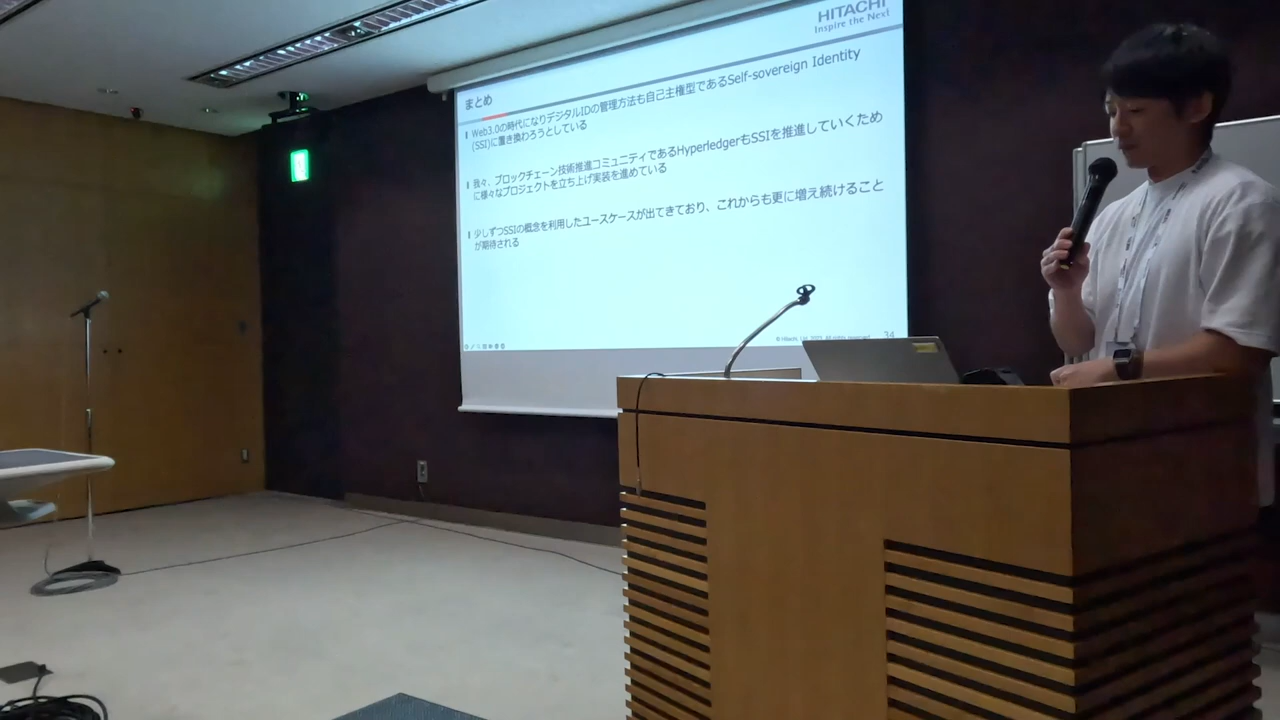 HITACHI
Inspire the Next
まとめ
Web3.0の時代になりデジタルIDの管理方法も自己主権型であるSelf-sovereign Identity
(SSI)に置き換わろうとしている
我々、ブロックチェーン技術推進コミュニティであるHyperledgerもSSIを推進していくため
に様々なプロジェクトを立ち上げ実装を進めている
少しずつSSIの概念を利用したユースケースが出てきており、これからも更に増え続けること
が期待される
© Hitachi, Ltd. 2023. All rights reserved.
34